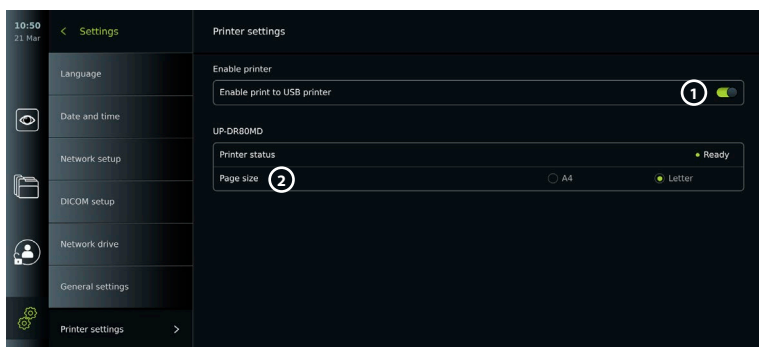 10:50
21 Mar
Settings
Printer settings
Language
Date and time
Network setup
DICOM setup
Network drive
General settings
Printer settings
Enable printer
Enable print to USB printer
1
UP-DR80MD
Printer status
Ready
Page size
2
A4
Letter